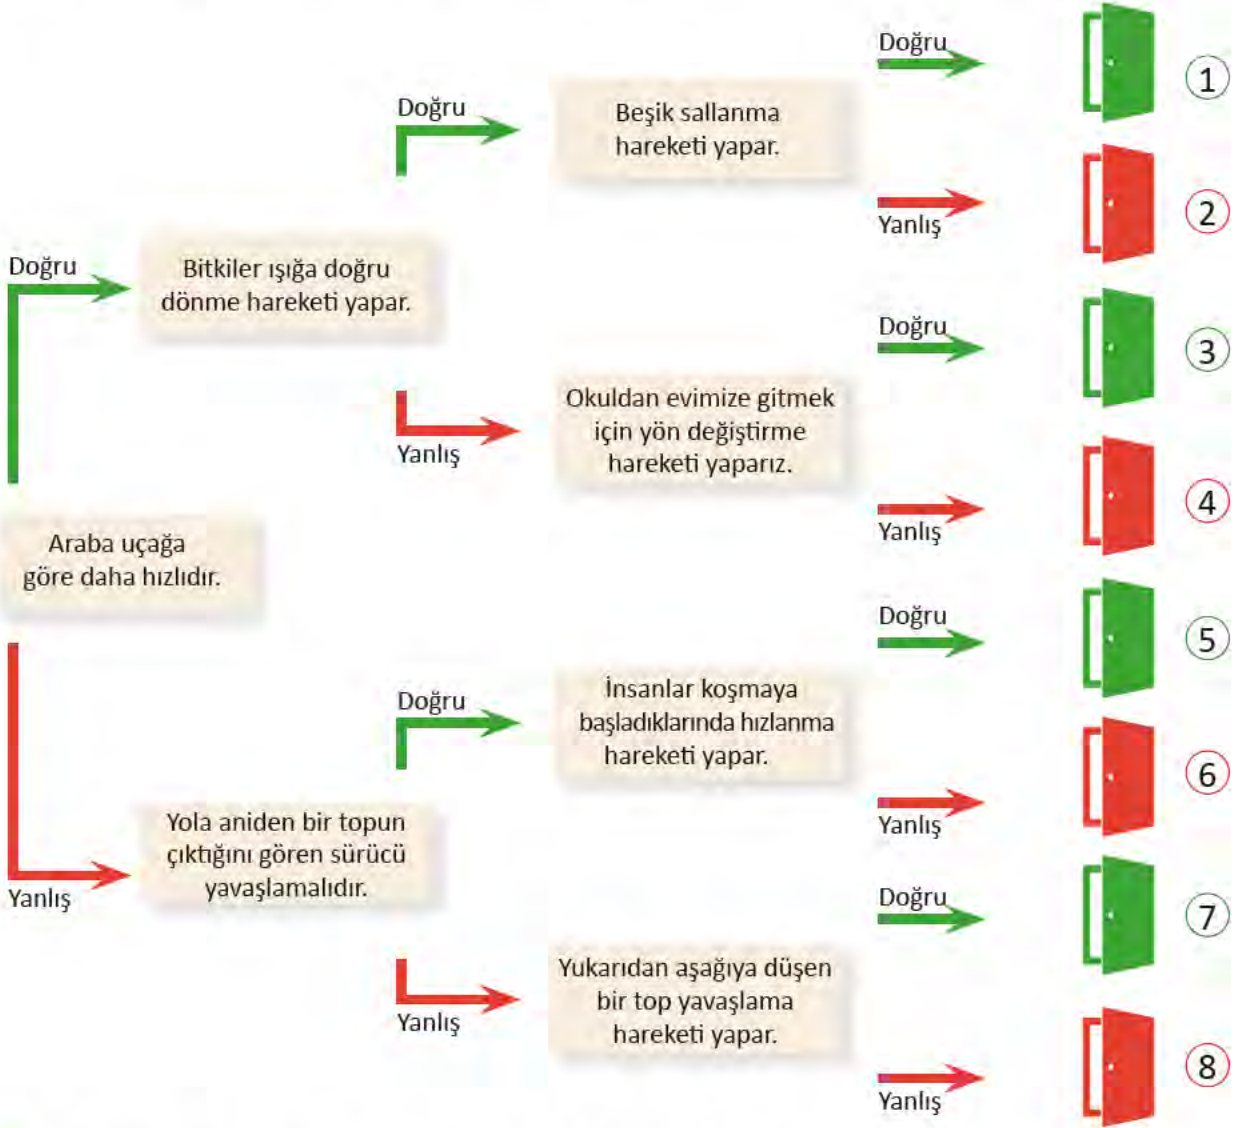 Doğru
1
Doğru
Beşik sallanma
hareketi yapar.
Yanlış
2
Doğru
Bitkiler ışığa doğru
dönme hareketi yapar.
Doğru
3
Yanlış
Okuldan evimize gitmek
için yön değiştirme
hareketi yaparız.
Yanlış
4
Araba uçağa
göre daha hızlıdır.
Doğru
5
Doğru
İnsanlar koşmaya
başladıklarında hızlanma
hareketi yapar.
Yanlış
6
Yanlış
Yola aniden bir topun
çıktığını gören sürücü
yavaşlamalıdır.
Doğru
7
Yanlış
Yukarıdan aşağıya düşen
bir top yavaşlama
hareketi yapar.
Yanlış
8